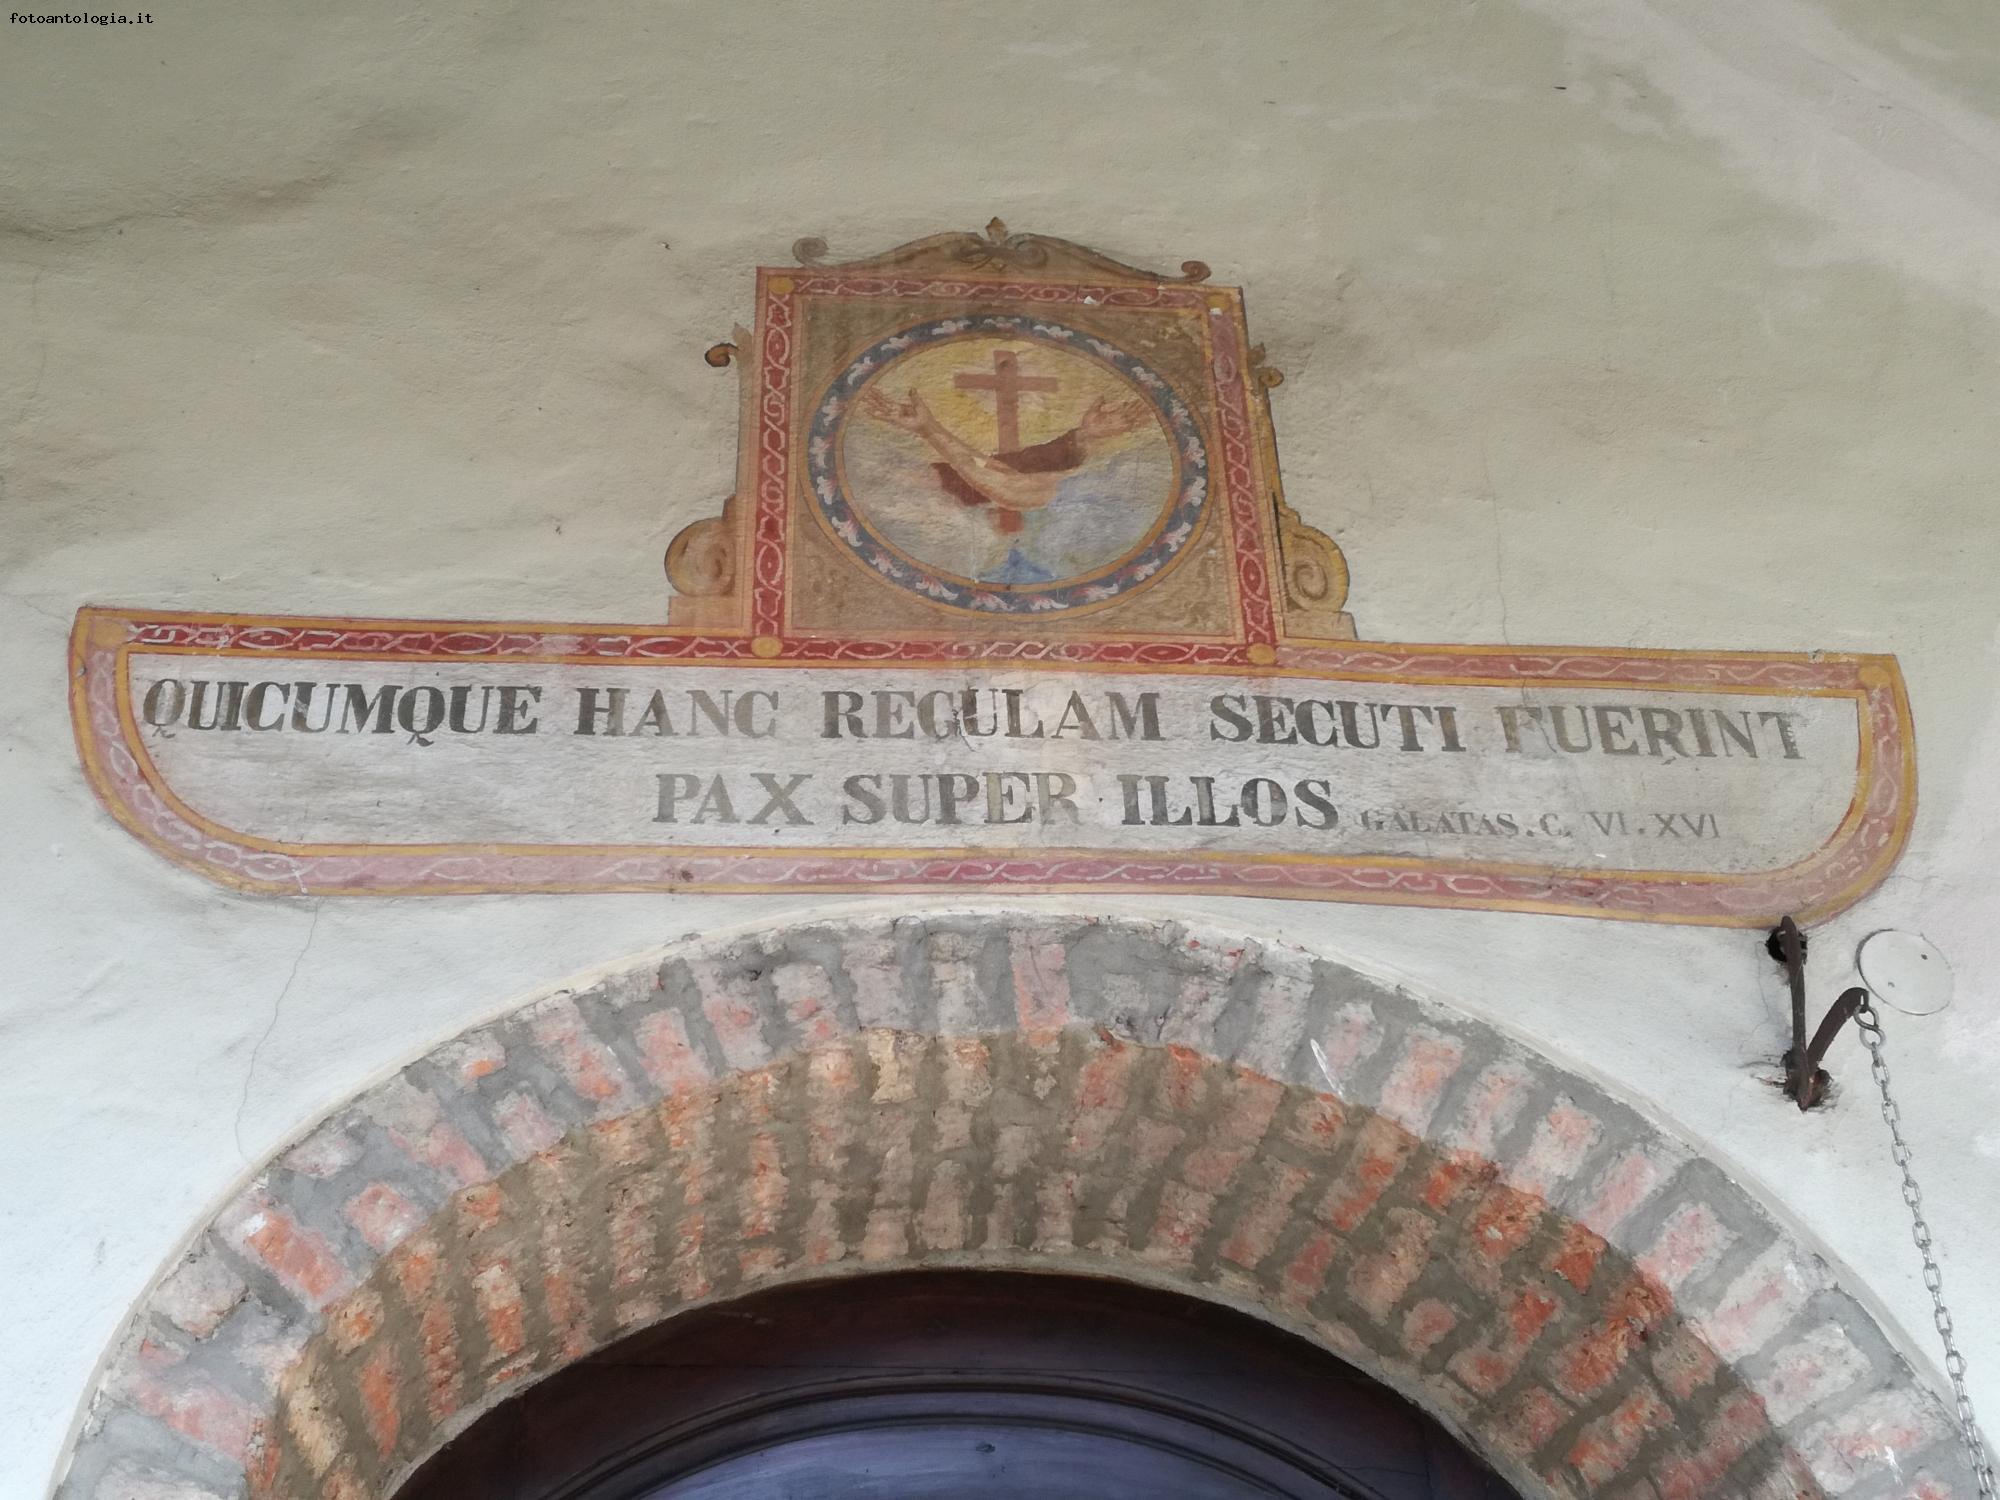 fotoantologia.it
QUICUMQUE HANC REGULAM SECUTI FUERINT
PAX SUPER ILLOS GALATAS. C. VI. XVI